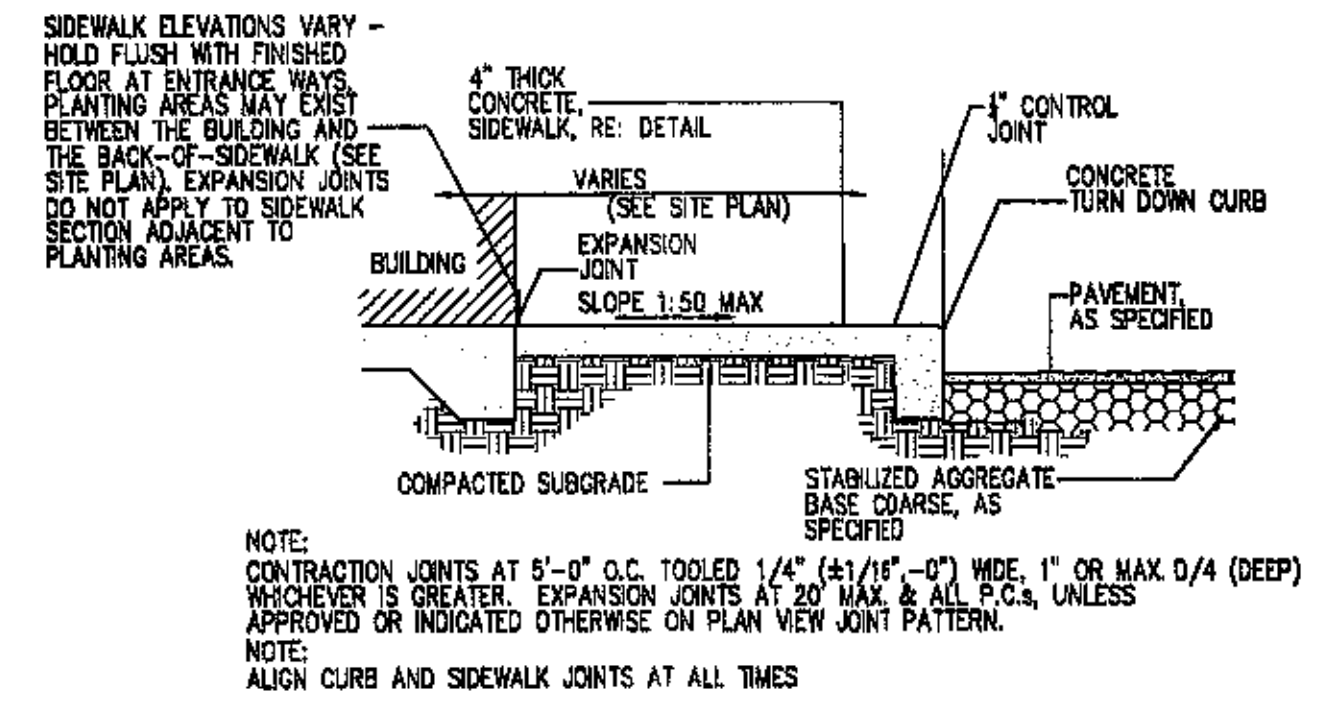 SIDEWALK ELEVATIONS VARY -
HOLD FLUSH WITH FINISHED
FLOOR AT ENTRANCE WAYS.
PLANTING AREAS MAY EXIST
BETWEEN THE BUILDING AND
THE BACK-OF-SIDEWALK (SEE
SITE PLAN). EXPANSION JOINTS
DO NOT APPLY TO SIDEWALK
SECTION ADJACENT TO
PLANTING AREAS.
4" THICK
CONCRETE,
SIDEWALK, RE: DETAIL
CONTROL
JOINT
VARIES
(SEE SITE PLAN)
CONCRETE
TURN DOWN CURB
BUILDING
EXPANSION
JOINT
SLOPE 1:50 MAX
PAVEMENT,
AS SPECIFIED
COMPACTED SUBGRADE
STABILIZED AGGREGATE
BASE COARSE, AS
SPECIFIED
NOTE:
CONTRACTION JOINTS AT 5'-0" O.C. TOOLED 1/4" (±1/16",-0") WIDE, 1" OR MAX. D/4 (DEEP)
WHICHEVER IS GREATER. EXPANSION JOINTS AT 20' MAX. & ALL P.C.s, UNLESS
APPROVED OR INDICATED OTHERWISE ON PLAN VIEW JOINT PATTERN.
NOTE:
ALIGN CURB AND SIDEWALK JOINTS AT ALL TIMES